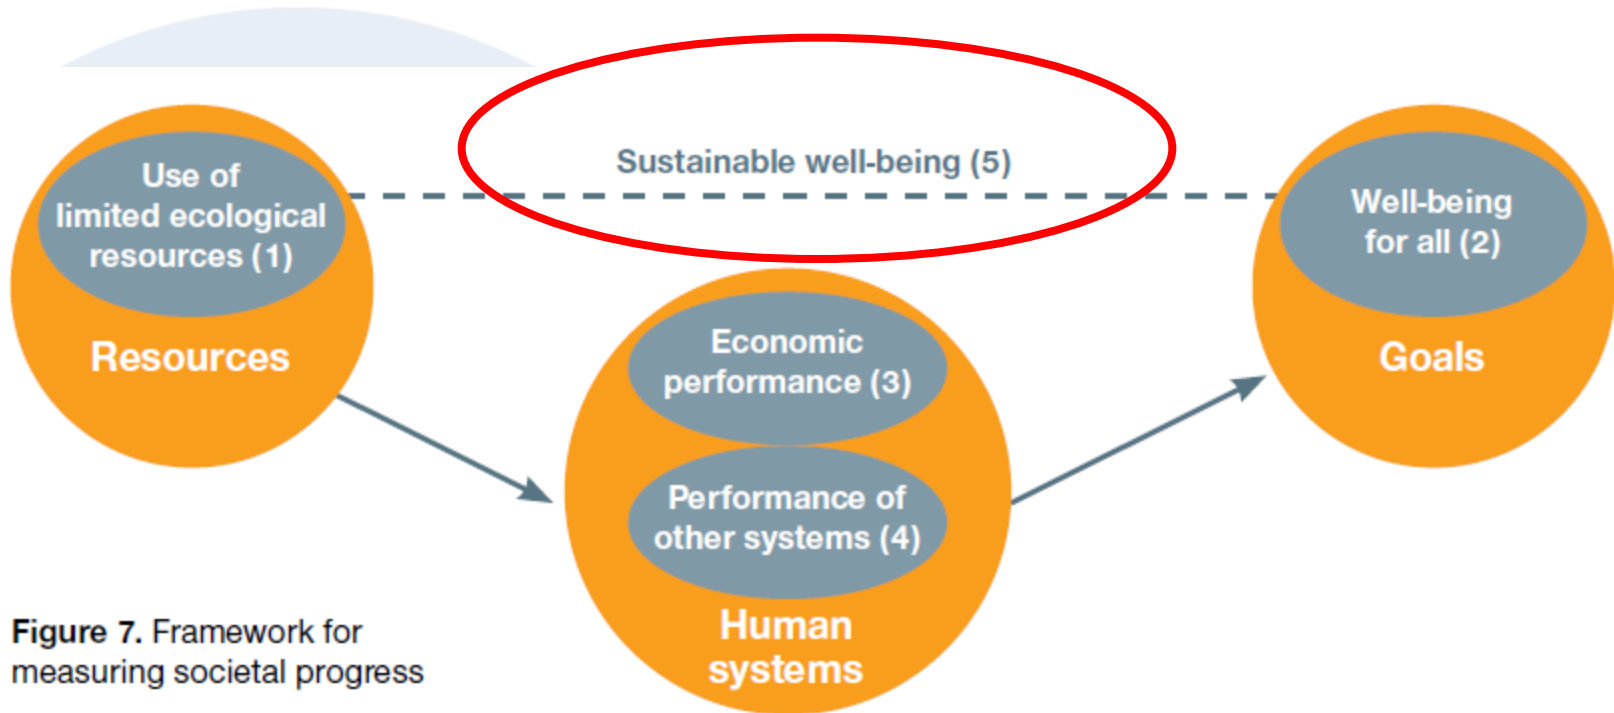 Sustainable well-being (5)
Use of
limited ecological
resources (1)
Resources
Economic
performance (3)
Performance of
other systems (4)
Human
systems
Well-being
for all (2)
Goals
Figure 7. Framework for
measuring societal progress